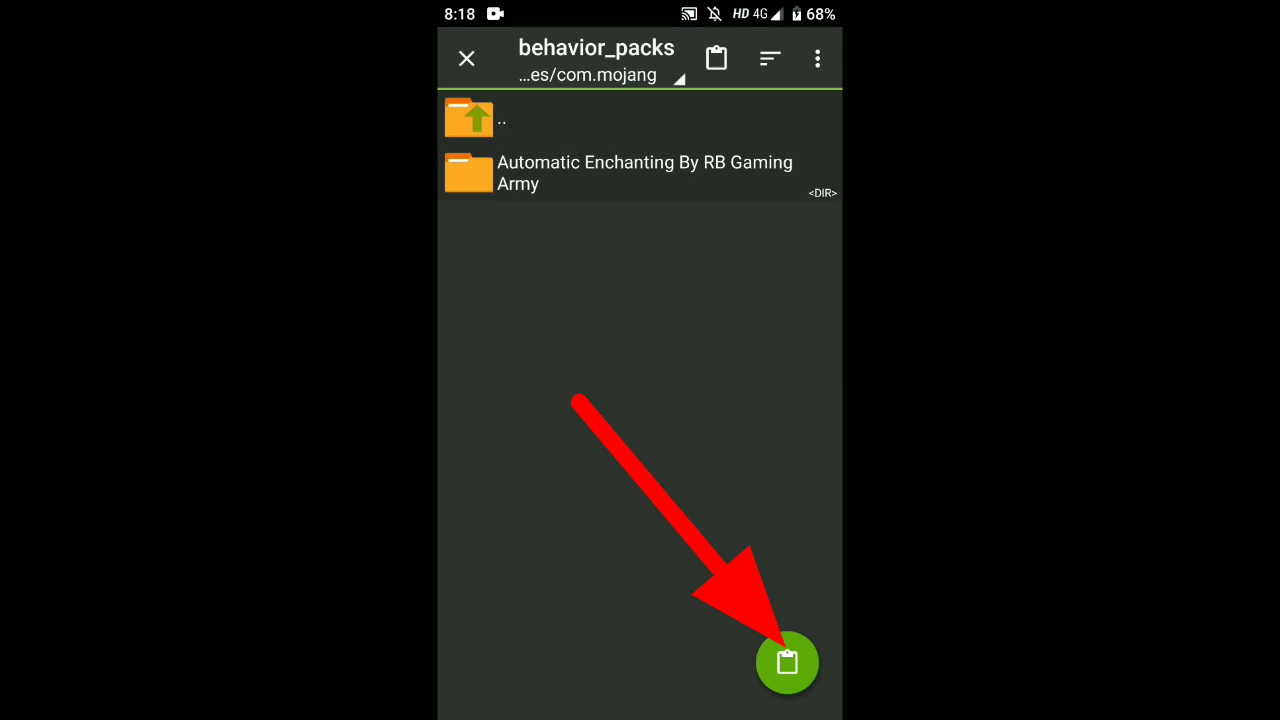 8:18 HD 4G 68%
behavior_packs
…es/com.mojang
..
Automatic Enchanting By RB Gaming
Army
<DIR>